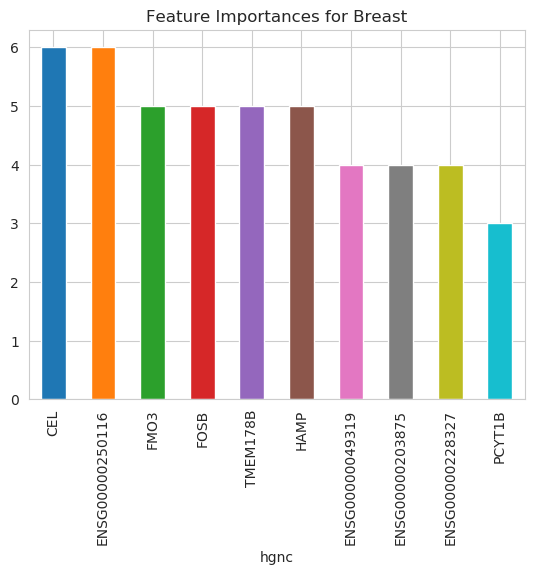 Feature Importances for Breast
6
5
4
3
2
1
0
CEL
ENSG00000250116
FMO3
FOSB
TMEM178B
HAMP
ENSG00000049319
ENSG00000203875
ENSG00000228327
PCYT1B
hgnc